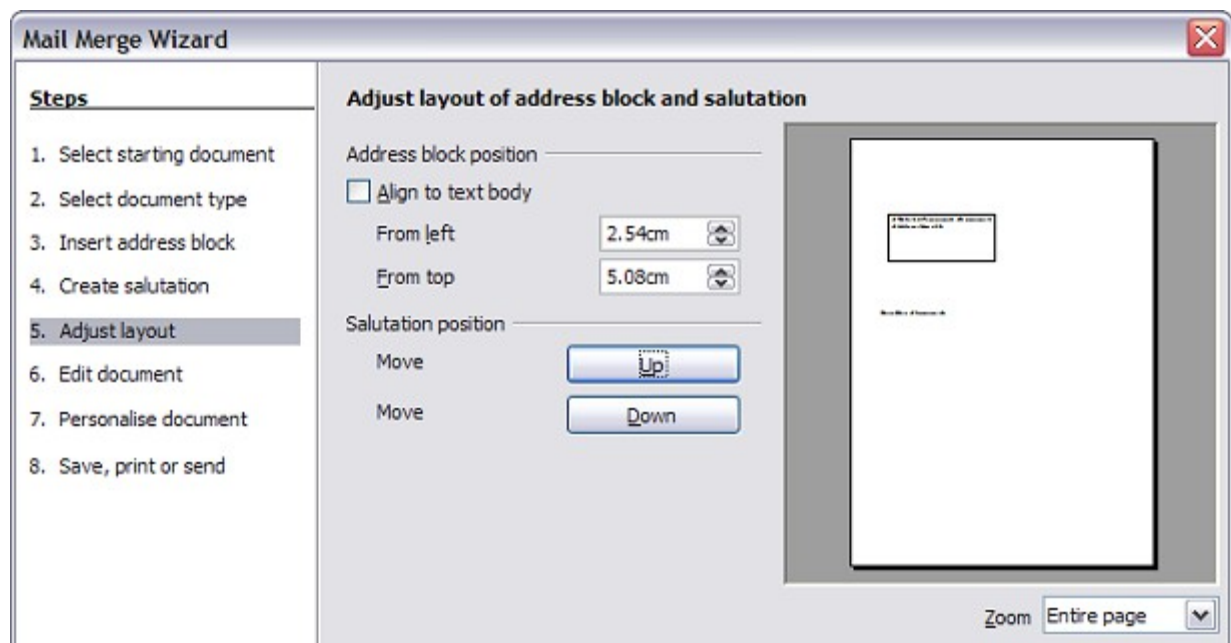 Mail Merge Wizard
Steps
1. Select starting document
2. Select document type
3. Insert address block
4. Create salutation
5. Adjust layout
6. Edit document
7. Personalise document
8. Save, print or send
Adjust layout of address block and salutation
Address block position
Align to text body
From left 2.54cm
From top 5.08cm
Salutation position
Move Up
Move Down
Zoom Entire page